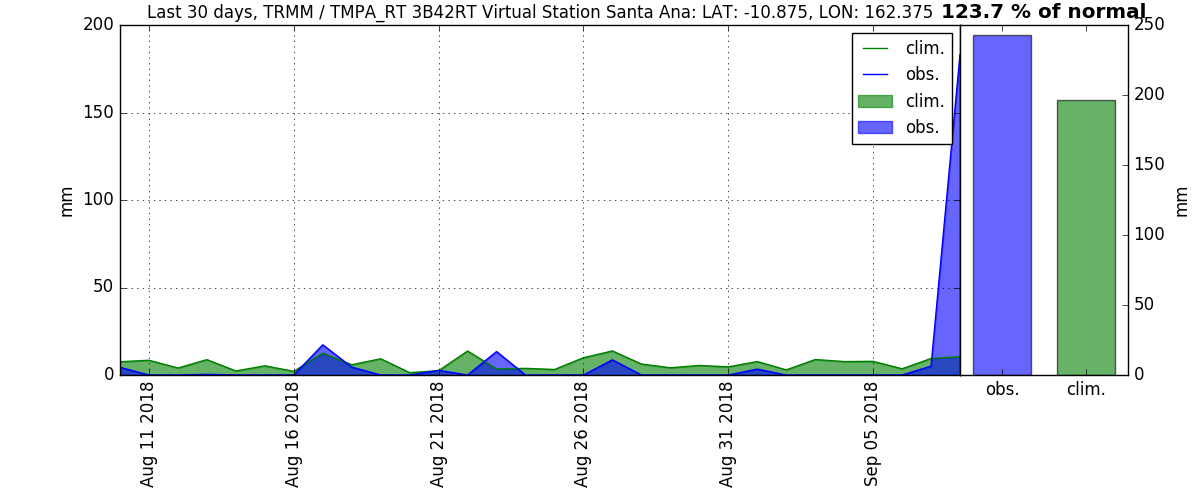 Last 30 days, TRMM / TMPA_RT 3B42RT Virtual Station Santa Ana: LAT: -10.875, LON: 162.375 123.7 % of normal
200
150
100
50
0
mm
clim.
obs.
clim.
obs.
250
200
150
100
50
0
mm
obs.
clim.
Aug 11 2018
Aug 16 2018
Aug 21 2018
Aug 26 2018
Aug 31 2018
Sep 05 2018